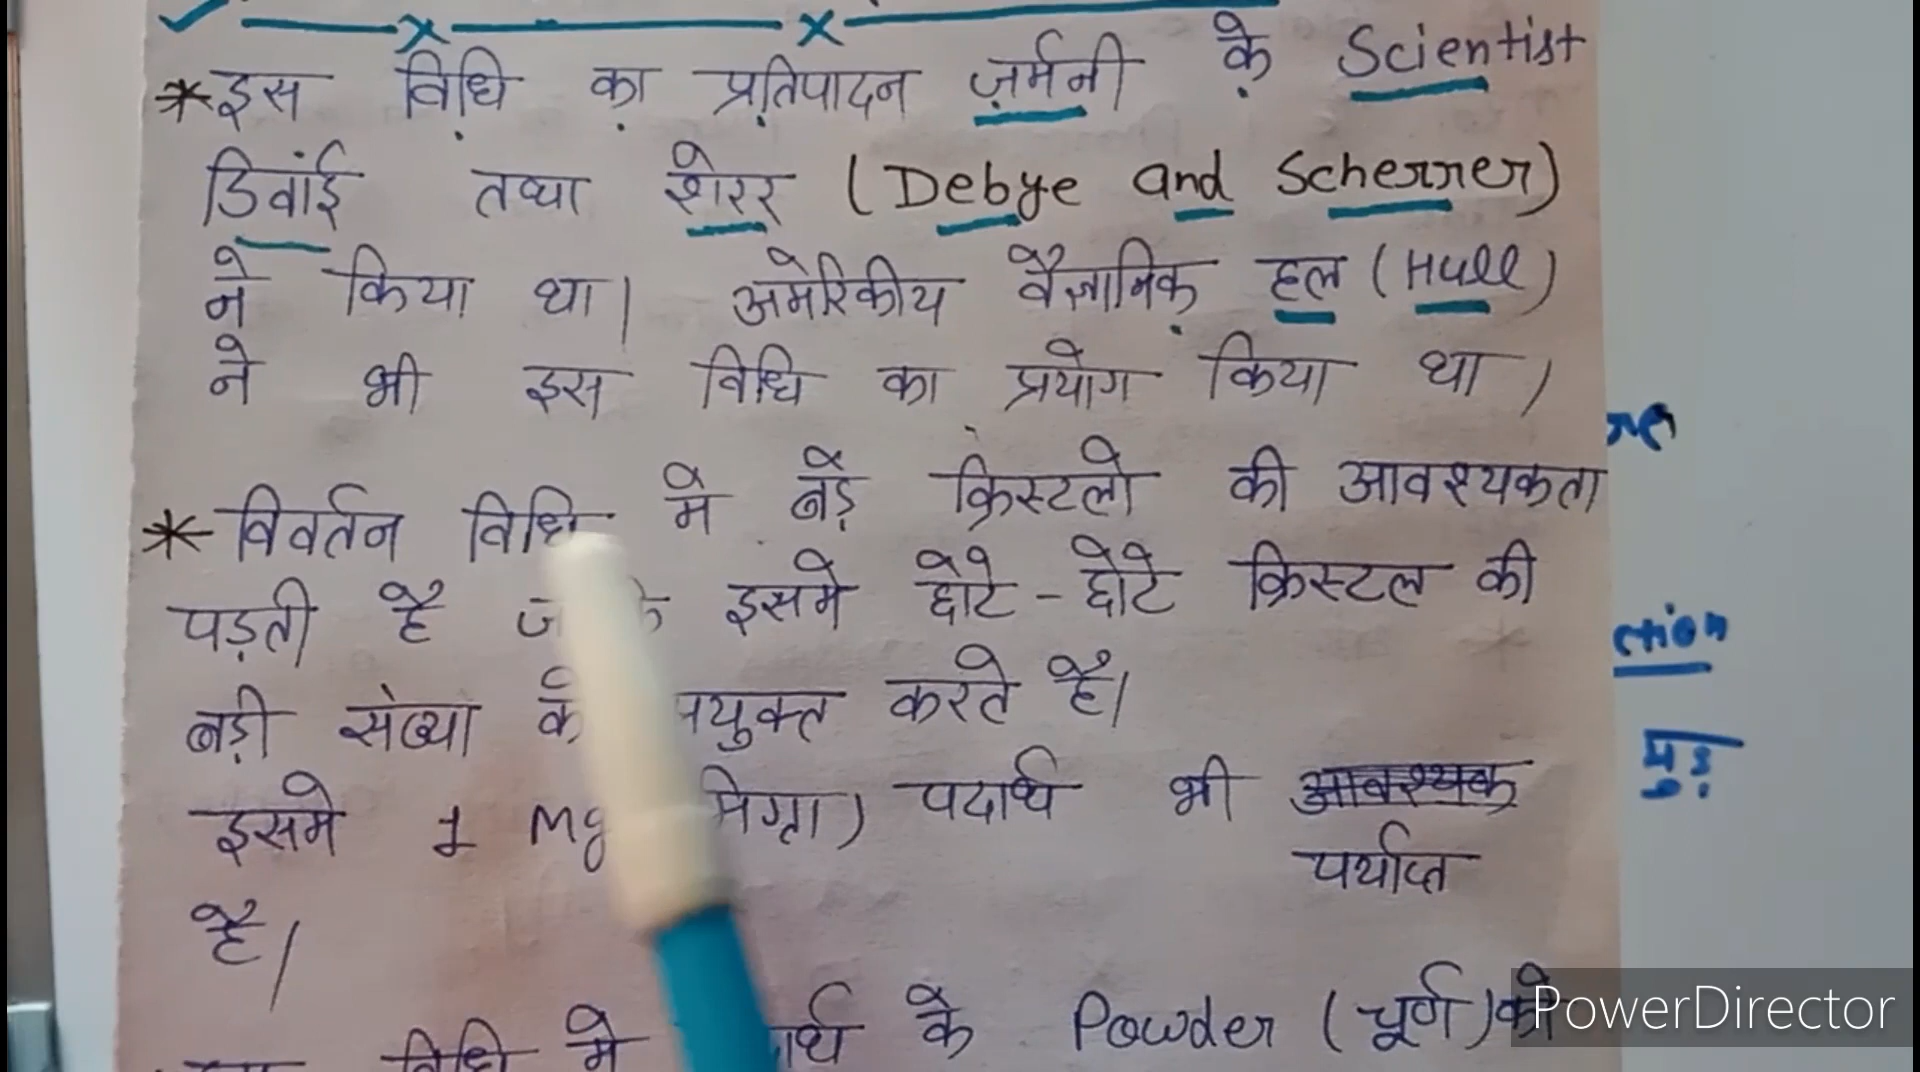 *इस विधि का प्रतिपादन ज़र्मनी के Scientist
डिवांई तथा शेरर (Debye and Scherrer)
ने किया था। अमेरिकीय वैज्ञानिक हल (Hull)
ने भी इस विधि का प्रयोग किया था।
*विवर्तन विधि मे बड़े क्रिस्टलो की आवश्यकता
पड़ती है इसमे छोटे-छोटे क्रिस्टल की
बड़ी संख्या करते है।
इसमे 1 mg पदार्थ भी आवश्यक
पर्याप्त
है।
विधि मे के Powder (चूर्ण) को
ction
PowerDirector